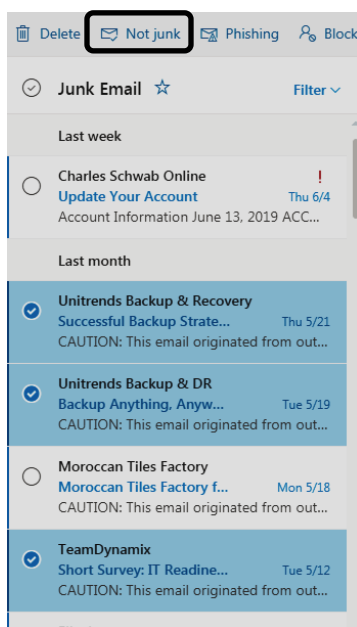 Delete Not junk Phishing Block
Junk Email Filter
Last week
Charles Schwab Online !
Update Your Account Thu 6/4
Account Information June 13, 2019 ACC...
Last month
Unitrends Backup & Recovery
Successful Backup Strate... Thu 5/21
CAUTION: This email originated from out...
Unitrends Backup & DR
Backup Anything, Anyw... Tue 5/19
CAUTION: This email originated from out...
Moroccan Tiles Factory
Moroccan Tiles Factory f... Mon 5/18
CAUTION: This email originated from out...
TeamDynamix
Short Survey: IT Readine... Tue 5/12
CAUTION: This email originated from out...